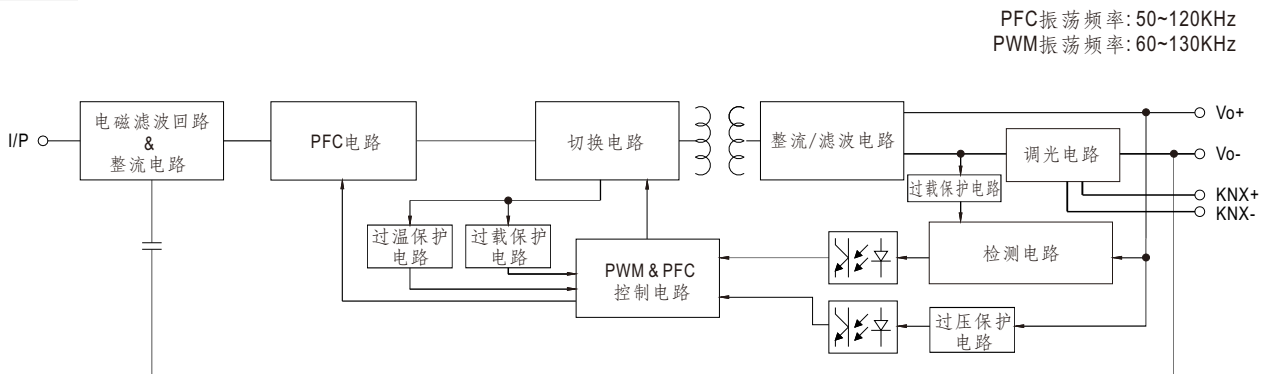 PFC振荡频率: 50~120KHz
PWM振荡频率: 60~130KHz
I/P
电磁滤波回路
&
整流电路
PFC电路
切换电路
整流/滤波电路
调光电路
Vo+
Vo-
KNX+
KNX-
过载保护电路
过温保护
电路
过载保护
电路
PWM & PFC
控制电路
检测电路
过压保护
电路